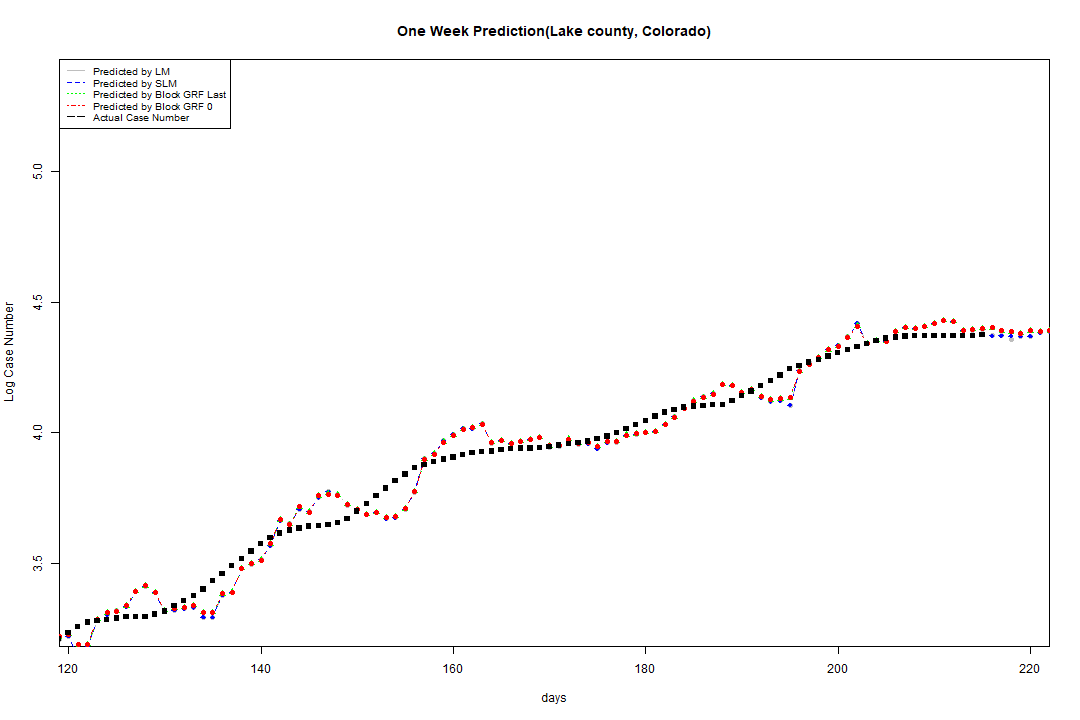 One Week Prediction(Lake county, Colorado)
Predicted by LM
Predicted by SLM
Predicted by Block GRF Last
Predicted by Block GRF 0
Actual Case Number
5.0
4.5
4.0
3.5
Log Case Number
120 140 160 180 200 220
days